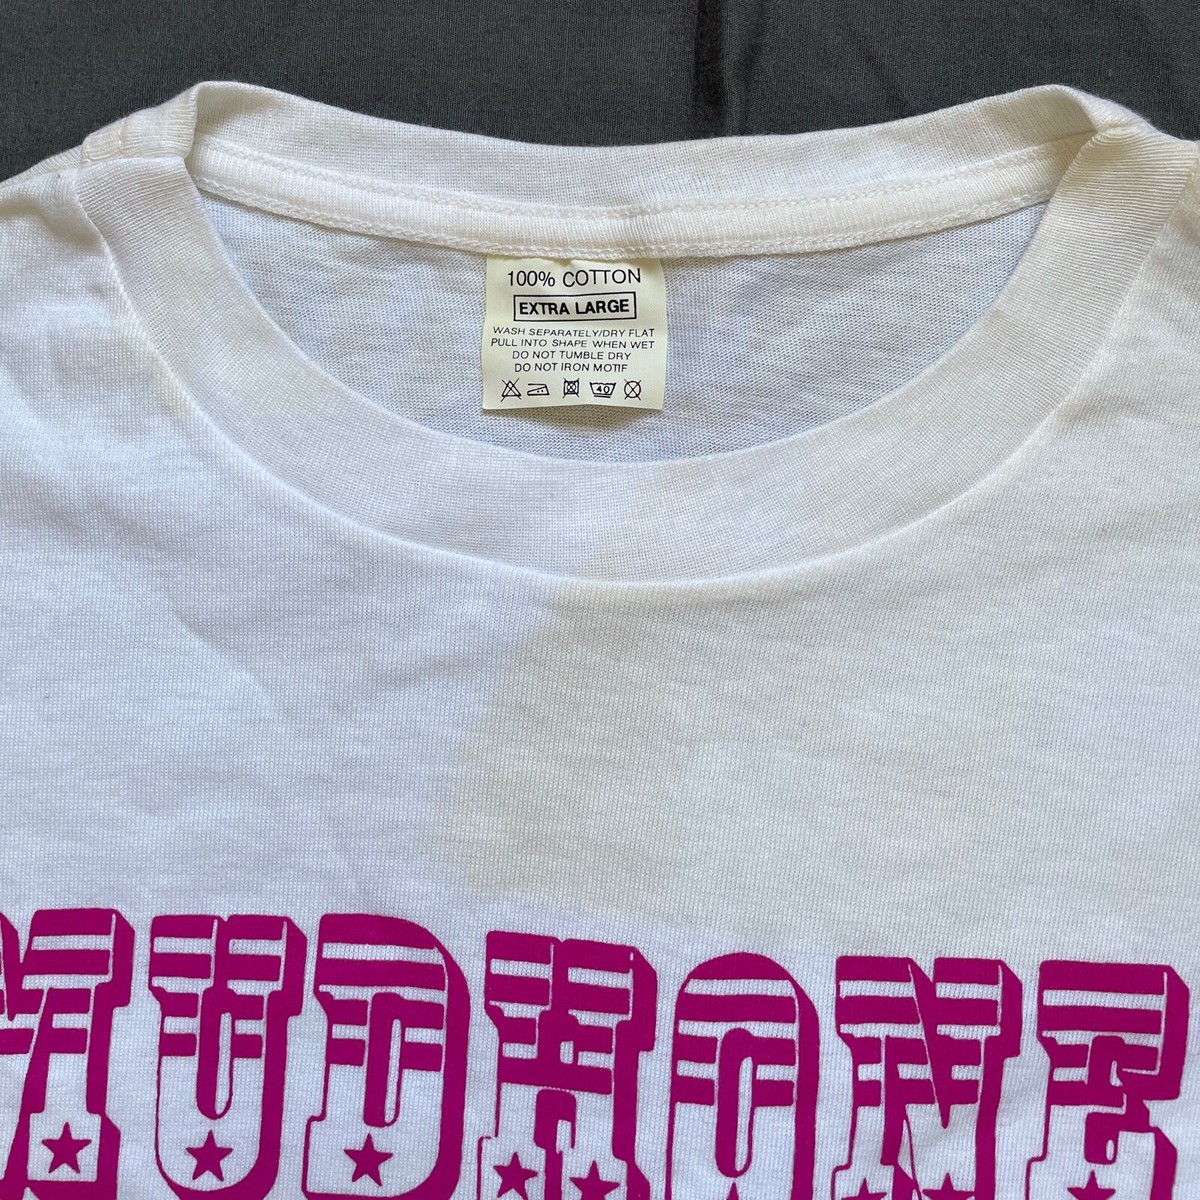 100% COTTON
EXTRA LARGE
WASH SEPARATELY/DRY FLAT
PULL INTO SHAPE WHEN WET
DO NOT TUMBLE DRY
DO NOT IRON MOTIF
40
MUDHONE